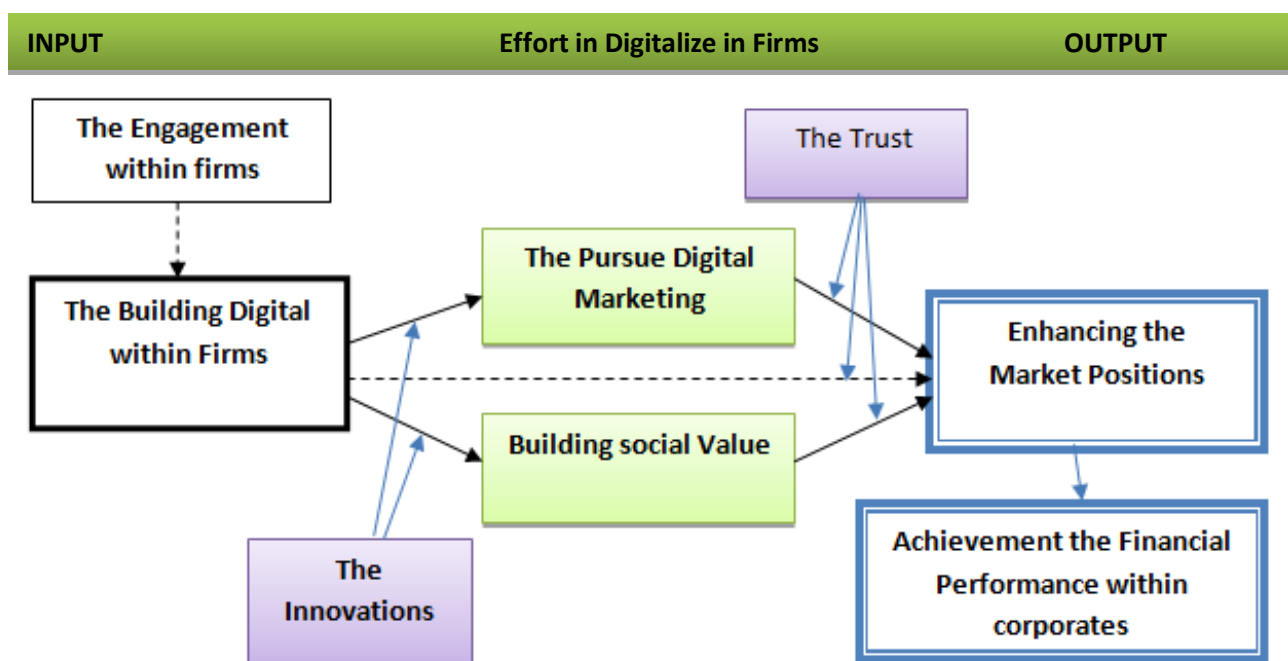 INPUT
Effort in Digitalize in Firms
OUTPUT
The Engagement
within firms
The Trust
The Pursue Digital
Marketing
The Building Digital
within Firms
Enhancing the
Market Positions
Building social Value
Achievement the Financial
Performance within
corporates
The
Innovations